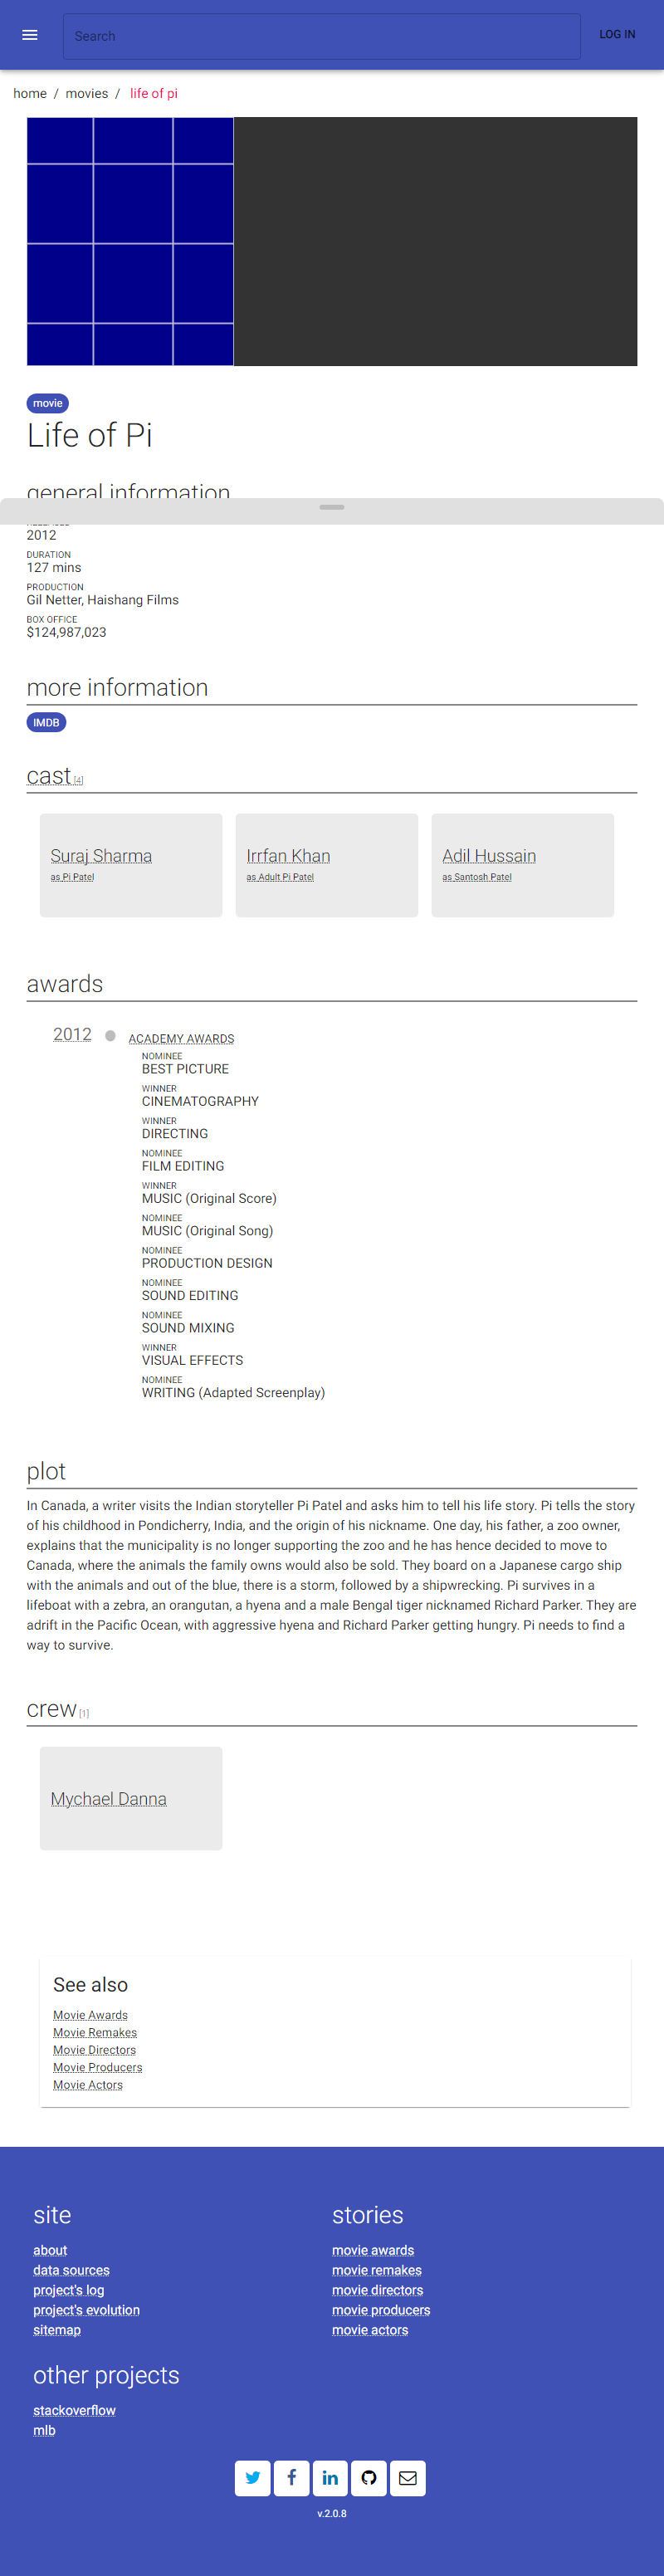 Search
LOG IN
home / movies / life of pi
movie
Life of Pi
general information
2012
DURATION
127 mins
PRODUCTION
Gil Netter, Haishang Films
BOX OFFICE
$124,987,023
more information
IMDB
cast [4]
Suraj Sharma
as Pi Patel
Irrfan Khan
as Adult Pi Patel
Adil Hussain
as Santosh Patel
awards
2012
ACADEMY AWARDS
NOMINEE
BEST PICTURE
WINNER
CINEMATOGRAPHY
WINNER
DIRECTING
NOMINEE
FILM EDITING
WINNER
MUSIC (Original Score)
NOMINEE
MUSIC (Original Song)
NOMINEE
PRODUCTION DESIGN
NOMINEE
SOUND EDITING
NOMINEE
SOUND MIXING
WINNER
VISUAL EFFECTS
NOMINEE
WRITING (Adapted Screenplay)
plot
In Canada, a writer visits the Indian storyteller Pi Patel and asks him to tell his life story. Pi tells the story
of his childhood in Pondicherry, India, and the origin of his nickname. One day, his father, a zoo owner,
explains that the municipality is no longer supporting the zoo and he has hence decided to move to
Canada, where the animals the family owns would also be sold. They board on a Japanese cargo ship
with the animals and out of the blue, there is a storm, followed by a shipwrecking. Pi survives in a
lifeboat with a zebra, an orangutan, a hyena and a male Bengal tiger nicknamed Richard Parker. They are
adrift in the Pacific Ocean, with aggressive hyena and Richard Parker getting hungry. Pi needs to find a
way to survive.
crew [1]
Mychael Danna
See also
Movie Awards
Movie Remakes
Movie Directors
Movie Producers
Movie Actors
site
about
data sources
project's log
project's evolution
sitemap
stories
movie awards
movie remakes
movie directors
movie producers
movie actors
other projects
stackoverflow
mlb
v.2.0.8